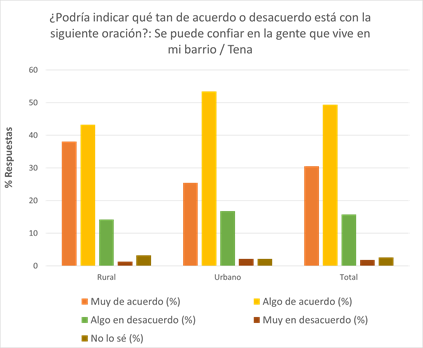 ¿Podría indicar qué tan de acuerdo o desacuerdo está con la
siguiente oración?: Se puede confiar en la gente que vive en
mi barrio / Tena
60
50
40
30
20
10
0
% Respuestas
Rural Urbano Total
Muy de acuerdo (%) Algo de acuerdo (%)
Algo en desacuerdo (%) Muy en desacuerdo (%)
No lo sé (%)